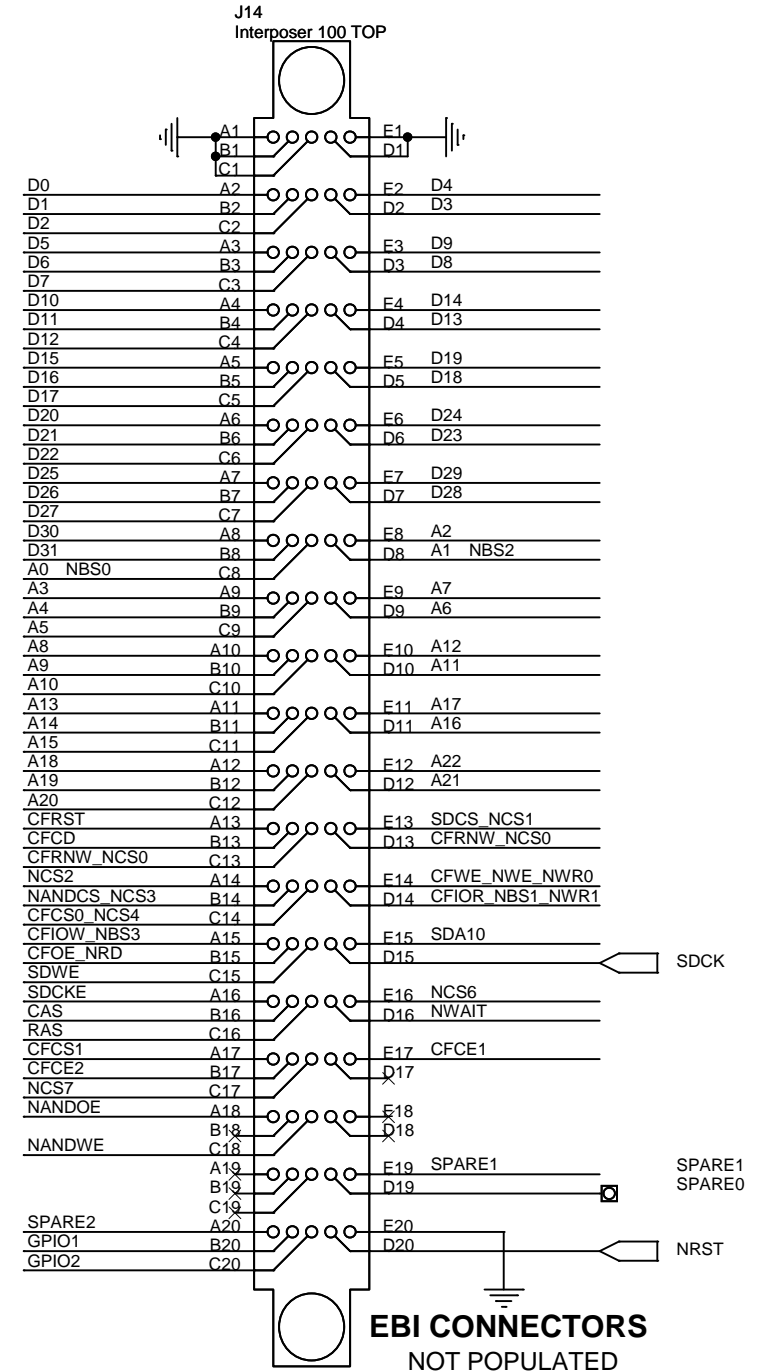 J14
Interposer 100 TOP
A1 E1
B1 D1
C1
D0 A2 E2 D4
D1 B2 D2 D3
D2 C2
D5 A3 E3 D9
D6 B3 D3 D8
D7 C3
D10 A4 E4 D14
D11 B4 D4 D13
D12 C4
D15 A5 E5 D19
D16 B5 D5 D18
D17 C5
D20 A6 E6 D24
D21 B6 D6 D23
D22 C6
D25 A7 E7 D29
D26 B7 D7 D28
D27 C7
D30 A8 E8 A2
D31 B8 D8 A1 NBS2
A0 NBS0 C8
A3 A9 E9 A7
A4 B9 D9 A6
A5 C9
A8 A10 E10 A12
A9 B10 D10 A11
A10 C10
A13 A11 E11 A17
A14 B11 D11 A16
A15 C11
A18 A12 E12 A22
A19 B12 D12 A21
A20 C12
CFRST A13 E13 SDCS_NCS1
CFCD B13 D13 CFRNW_NCS0
CFRNW_NCS0 C13
NCS2 A14 E14 CFWE_NWE_NWR0
NANDCS_NCS3 B14 D14 CFIOR_NBS1_NWR1
CFCS0_NCS4 C14
CFIOW_NBS3 A15 E15 SDA10
CFOE_NRD B15 D15 SDCK
SDWE C15
SDCKE A16 E16 NCS6
CAS B16 D16 NWAIT
RAS C16
CFCS1 A17 E17 CFCE1
CFCE2 B17 D17
NCS7 C17
NANDOE A18 E18
B18 D18
NANDWE C18
A19 E19 SPARE1 SPARE1
B19 D19 SPARE0
C19
SPARE2 A20 E20
GPIO1 B20 D20 NRST
GPIO2 C20
EBI CONNECTORS
NOT POPULATED